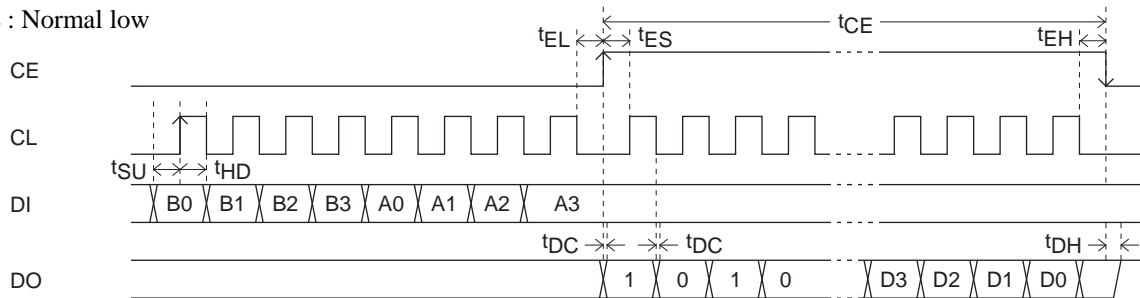 : Normal low
tCE
tEL tES tEH
CE
CL
tSU tHD
DI B0 B1 B2 B3 A0 A1 A2 A3
tDC tDC tDH
DO 1 0 1 0 D3 D2 D1 D0